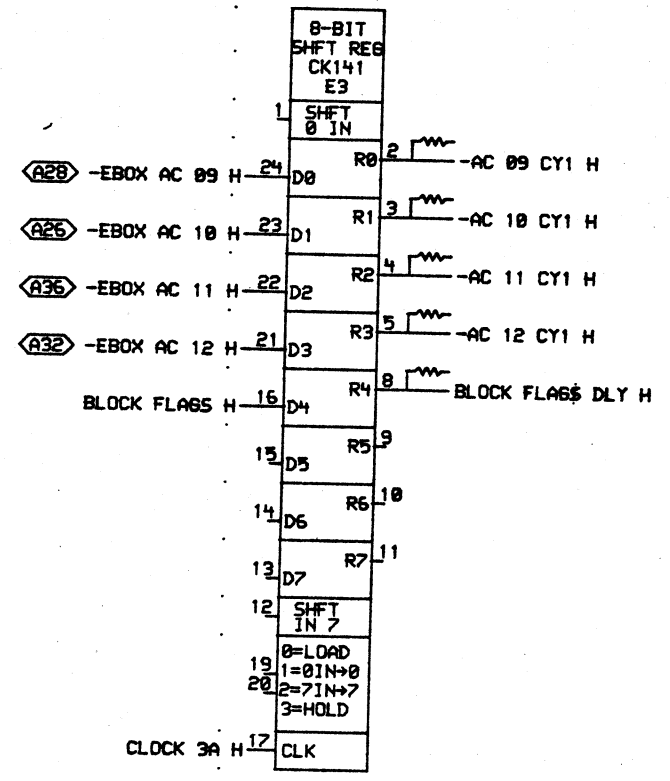 8-BIT
SHFT REG
CK141
E3
1 SHFT
0 IN
A28 -EBOX AC 09 H 24 D0 R0 2 -AC 09 CY1 H
A26 -EBOX AC 10 H 23 D1 R1 3 -AC 10 CY1 H
A36 -EBOX AC 11 H 22 D2 R2 4 -AC 11 CY1 H
A32 -EBOX AC 12 H 21 D3 R3 5 -AC 12 CY1 H
BLOCK FLAGS H 16 D4 R4 8 BLOCK FLAGS DLY H
15 D5 R5 9
14 D6 R6 10
13 D7 R7 11
12 SHFT
IN 7
0=LOAD
19 1=0IN→0
20 2=7IN→7
3=HOLD
CLOCK 3A H 17 CLK